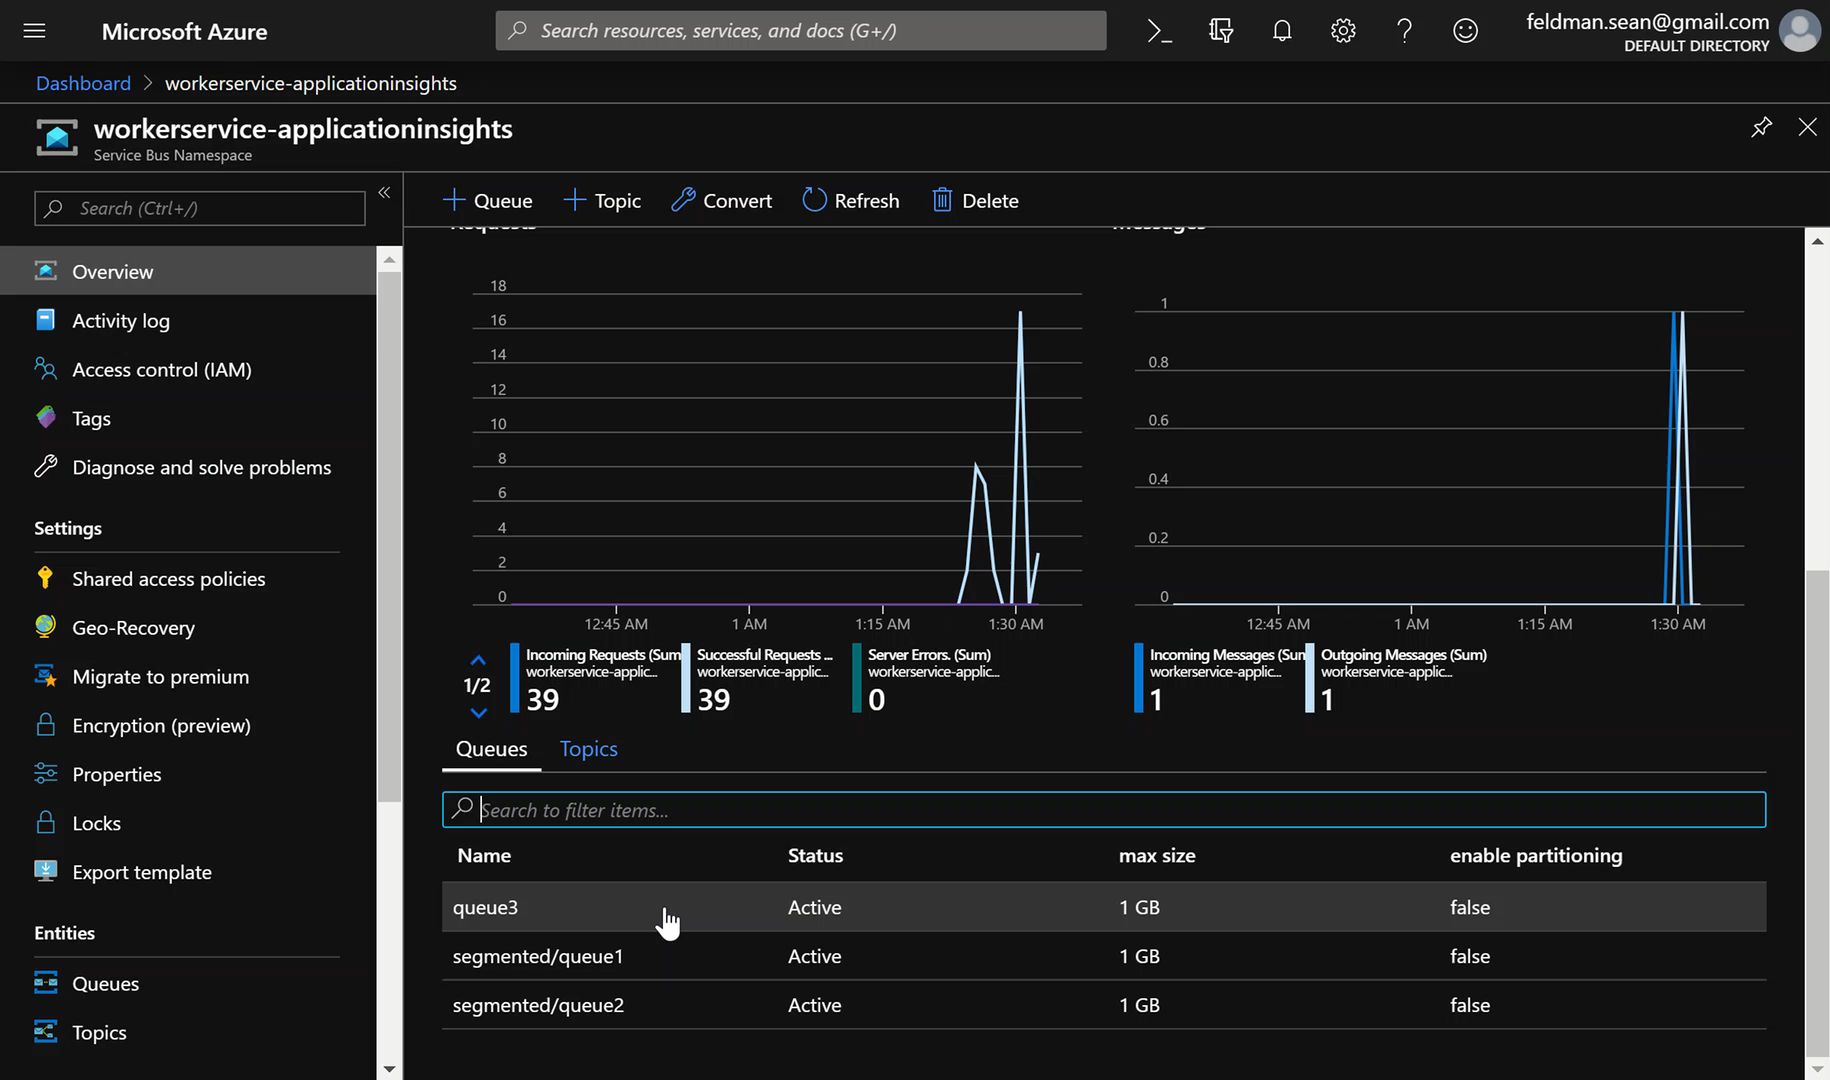 Microsoft Azure
Search resources, services, and docs (G+/)
feldman.sean@gmail.com
DEFAULT DIRECTORY
Dashboard > workerservice-applicationinsights
workerservice-applicationinsights
Service Bus Namespace
Search (Ctrl+/)
«
Overview
Activity log
Access control (IAM)
Tags
Diagnose and solve problems
Settings
Shared access policies
Geo-Recovery
Migrate to premium
Encryption (preview)
Properties
Locks
Export template
Entities
Queues
Topics
+ Queue + Topic Convert Refresh Delete
Requests
18
16
14
12
10
8
6
4
2
0
12:45 AM 1 AM 1:15 AM 1:30 AM
1/2
Incoming Requests (Sum
workerservice-applic...
39
Successful Requests ...
workerservice-applic...
39
Server Errors. (Sum)
workerservice-applic...
0
Messages
1
0.8
0.6
0.4
0.2
0
12:45 AM 1 AM 1:15 AM 1:30 AM
Incoming Messages (Sun
workerservice-applic...
1
Outgoing Messages (Sum)
workerservice-applic...
1
Queues Topics
Search to filter items...
Name Status max size enable partitioning
queue3 Active 1 GB false
segmented/queue1 Active 1 GB false
segmented/queue2 Active 1 GB false